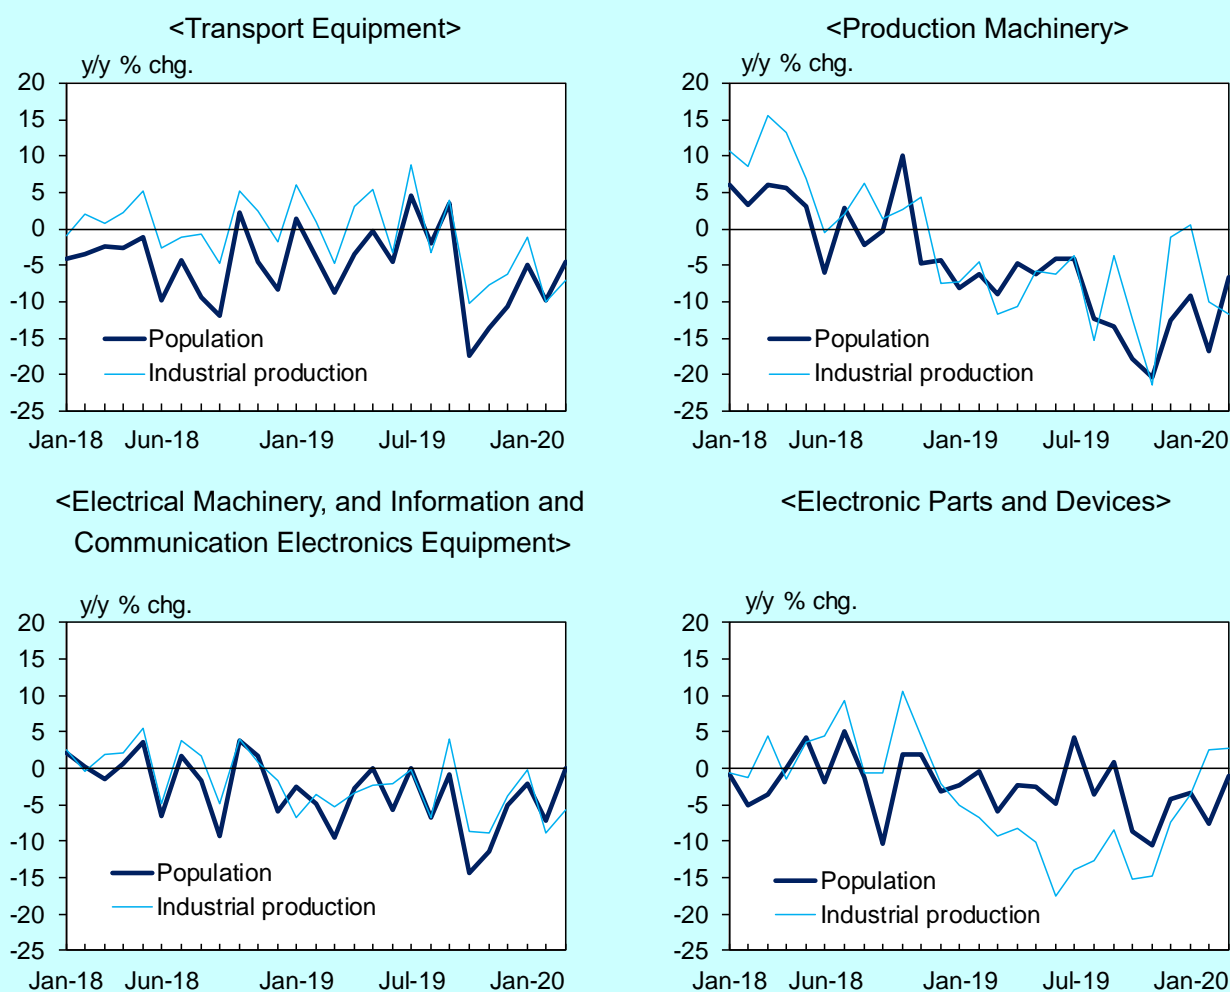 <Transport Equipment>
y/y % chg.
20
15
10
5
0
-5
-10
-15
-20
-25
Population
Industrial production
Jan-18 Jun-18 Jan-19 Jul-19 Jan-20
<Production Machinery>
y/y % chg.
20
15
10
5
0
-5
-10
-15
-20
-25
Population
Industrial production
Jan-18 Jun-18 Jan-19 Jul-19 Jan-20
<Electrical Machinery, and Information and
Communication Electronics Equipment>
y/y % chg.
20
15
10
5
0
-5
-10
-15
-20
-25
Population
Industrial production
Jan-18 Jun-18 Jan-19 Jul-19 Jan-20
<Electronic Parts and Devices>
y/y % chg.
20
15
10
5
0
-5
-10
-15
-20
-25
Population
Industrial production
Jan-18 Jun-18 Jan-19 Jul-19 Jan-20